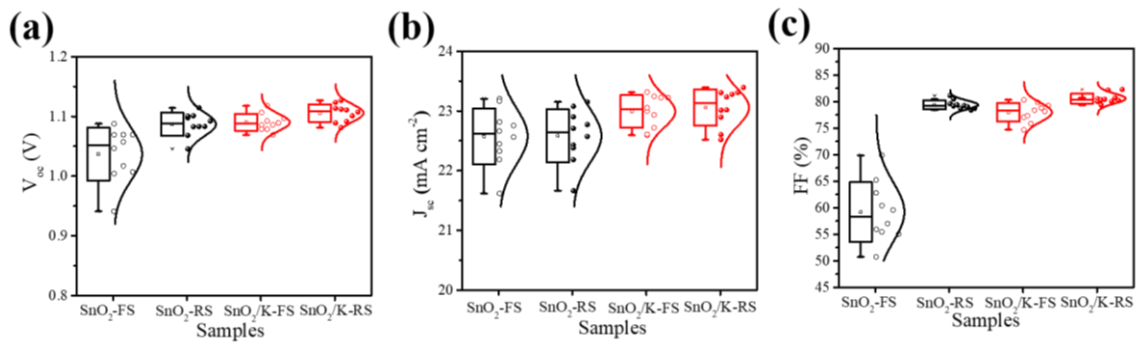 (a)
V_oc (V)
1.2
1.1
1.0
0.9
0.8
SnO₂-FS SnO₂-RS SnO₂/K-FS SnO₂/K-RS
Samples
(b)
J_sc (mA cm⁻²)
24
23
22
21
20
SnO₂-FS SnO₂-RS SnO₂/K-FS SnO₂/K-RS
Samples
(c)
FF (%)
90
85
80
75
70
65
60
55
50
45
SnO₂-FS SnO₂-RS SnO₂/K-FS SnO₂/K-RS
Samples